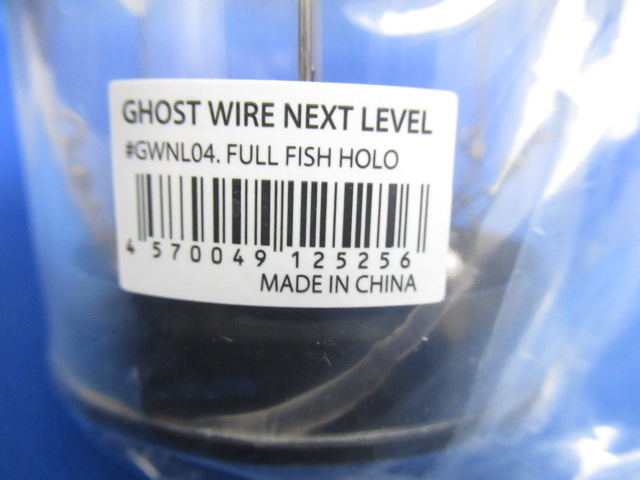 GHOST WIRE NEXT LEVEL
#GWNL04. FULL FISH HOLO
4 570049 125256
MADE IN CHINA